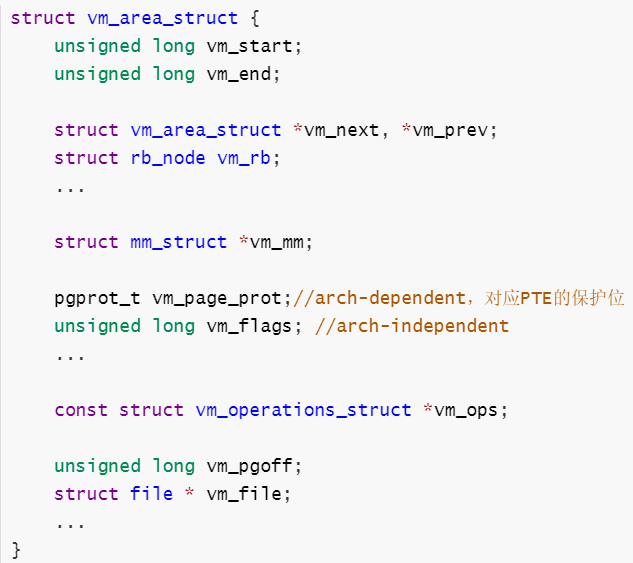 struct vm_area_struct {
unsigned long vm_start;
unsigned long vm_end;
struct vm_area_struct *vm_next, *vm_prev;
struct rb_node vm_rb;
...
struct mm_struct *vm_mm;
pgprot_t vm_page_prot;//arch-dependent，对应PTE的保护位
unsigned long vm_flags; //arch-independent
...
const struct vm_operations_struct *vm_ops;
unsigned long vm_pgoff;
struct file * vm_file;
...
}